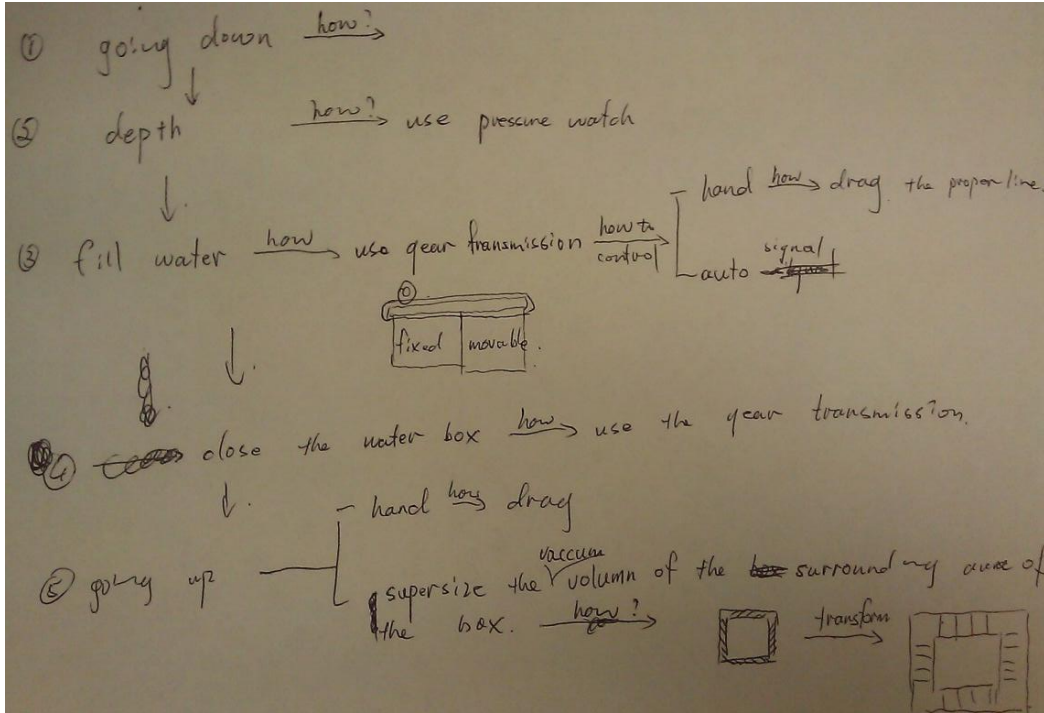 ① going down how?
② depth how? use pressure watch
hand how drag the proper line.
③ fill water how use gear transmission how to control
auto signal
fixed movable.
④ close the water box how use the gear transmission.
hand how drag
⑤ going up
vaccum
supersize the volumn of the surrounding of
the box. how? transform